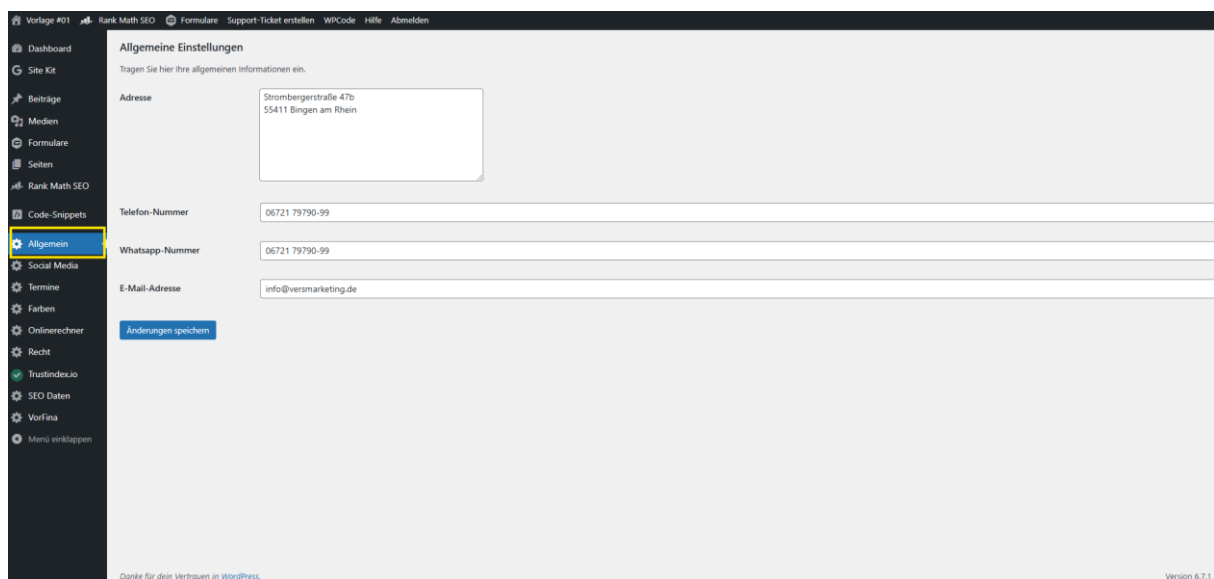 Vorlage #01 Rank Math SEO Formulare Support-Ticket erstellen WPCode Hilfe Abmelden
Dashboard
Site Kit
Beiträge
Medien
Formulare
Seiten
Rank Math SEO
Code-Snippets
Allgemein
Social Media
Termine
Farben
Onlinerechner
Recht
Trustindex.io
SEO Daten
VorFina
Menü einklappen
Allgemeine Einstellungen
Tragen Sie hier Ihre allgemeinen Informationen ein.
Adresse
Strombergerstraße 47b
55411 Bingen am Rhein
Telefon-Nummer
06721 79790-99
Whatsapp-Nummer
06721 79790-99
E-Mail-Adresse
info@versmarketing.de
Änderungen speichern
Danke für dein Vertrauen in WordPress.
Version 6.7.1